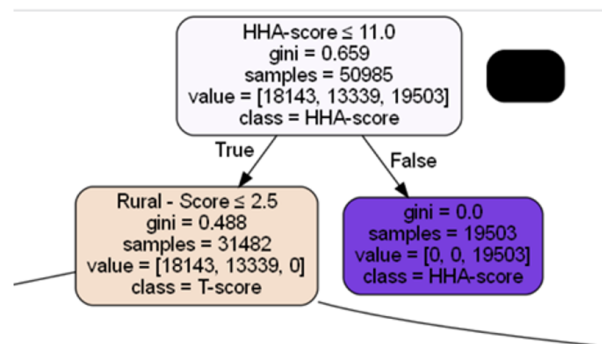 HHA-score ≤ 11.0
gini = 0.659
samples = 50985
value = [18143, 13339, 19503]
class = HHA-score
True
False
Rural - Score ≤ 2.5
gini = 0.488
samples = 31482
value = [18143, 13339, 0]
class = T-score
gini = 0.0
samples = 19503
value = [0, 0, 19503]
class = HHA-score